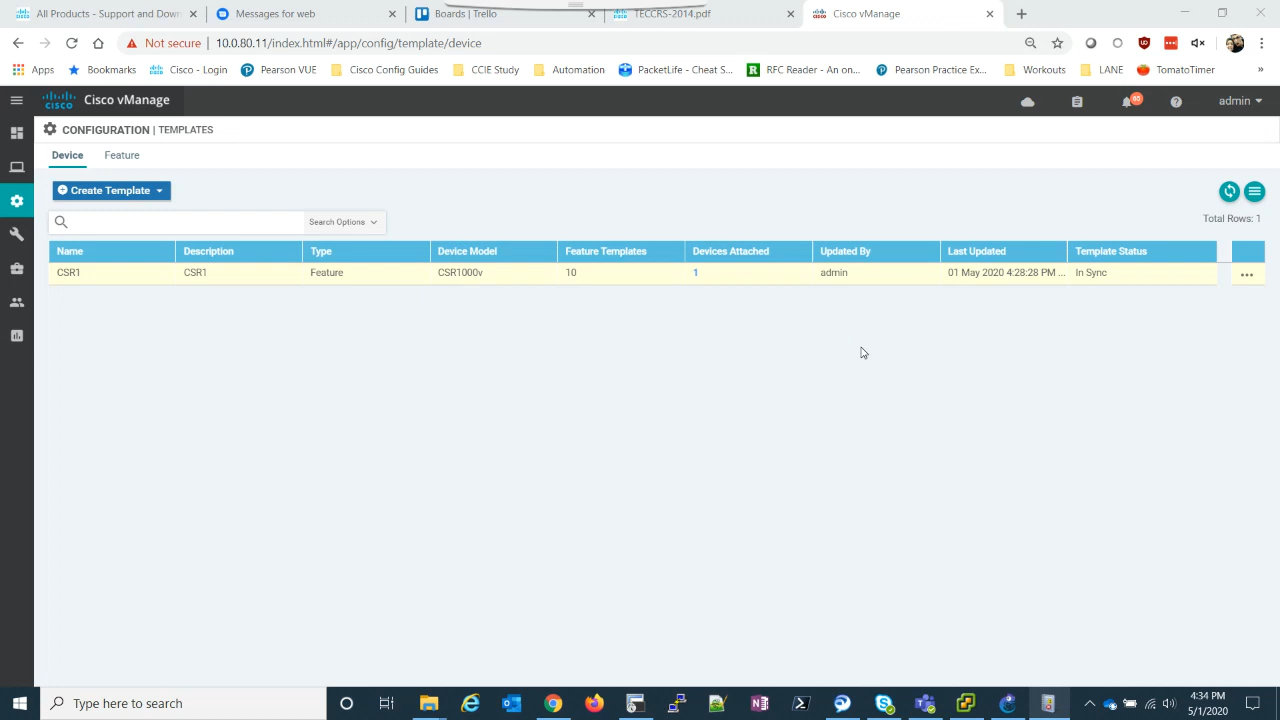 All Products - Support and Down
Messages for web
Boards | Trello
TECCRS-2014.pdf
Cisco vManage
Not secure
10.0.80.11/index.html#/app/config/template/device
Apps
Bookmarks
Cisco - Login
Pearson VUE
Cisco Config Guides
CCIE Study
Automation
PacketLife - Cheat S...
RFC Reader - An on...
Pearson Practice Ex...
Workouts
LANE
TomatoTimer
»
CISCO
Cisco vManage
65
admin
CONFIGURATION | TEMPLATES
Device
Feature
Create Template
Search Options
Total Rows: 1
Name Description Type Device Model Feature Templates Devices Attached Updated By Last Updated Template Status
CSR1 CSR1 Feature CSR1000v 10 1 admin 01 May 2020 4:28:28 PM ... In Sync
Type here to search
4:34 PM
5/1/2020